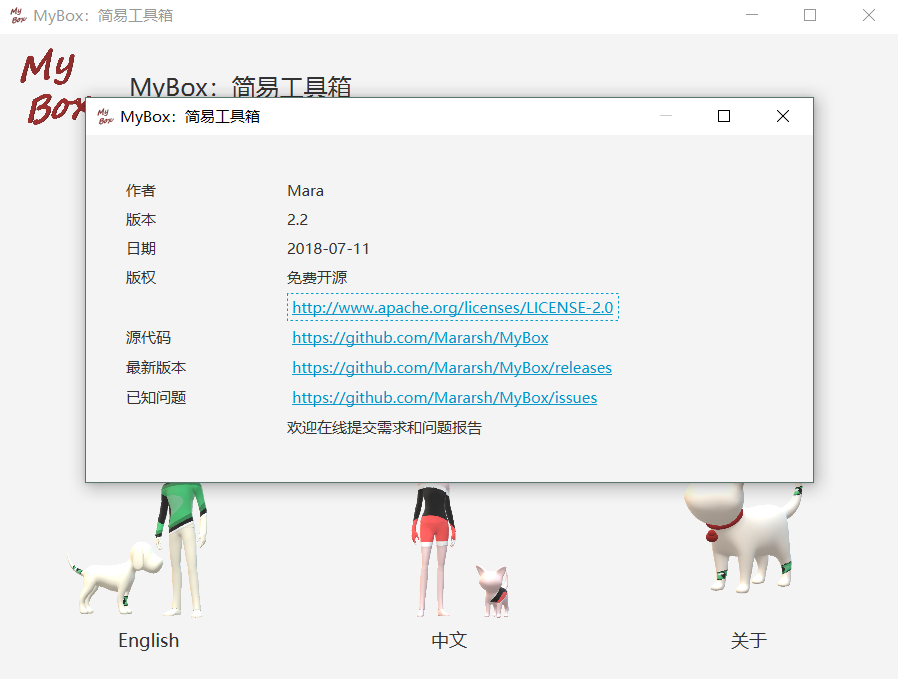 MyBox：简易工具箱
My
Box
MyBox：简易工具箱
MyBox：简易工具箱
作者 Mara
版本 2.2
日期 2018-07-11
版权 免费开源
http://www.apache.org/licenses/LICENSE-2.0
源代码 https://github.com/Mararsh/MyBox
最新版本 https://github.com/Mararsh/MyBox/releases
已知问题 https://github.com/Mararsh/MyBox/issues
欢迎在线提交需求和问题报告
English 中文 关于